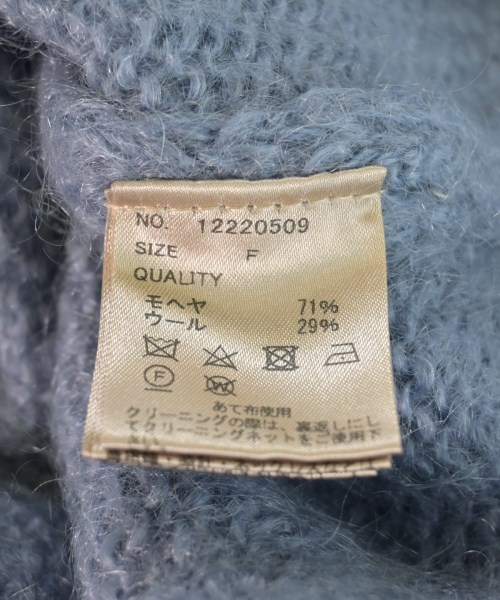 NO. 12220509
SIZE F
QUALITY
モヘヤ 71%
ウール 29%
F W
あて布使用
クリーニングの際は、裏返しにし
てクリーニングネットをご使用下
さい